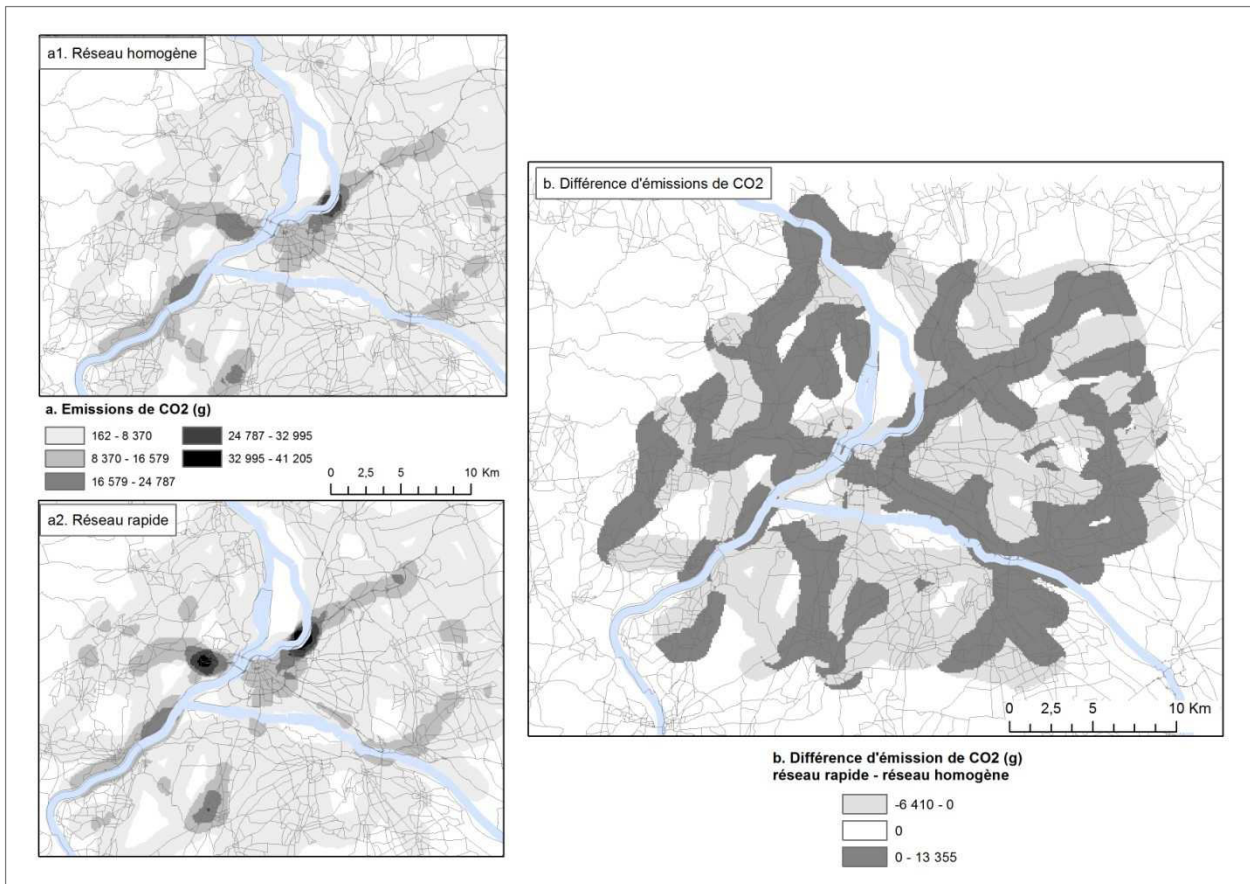 a1. Réseau homogène
a. Emissions de CO2 (g)
162 - 8 370
24 787 - 32 995
8 370 - 16 579
32 995 - 41 205
16 579 - 24 787
0 2,5 5 10 Km
a2. Réseau rapide
b. Différence d'émissions de CO2
0 2,5 5 10 Km
b. Différence d'émission de CO2 (g)
réseau rapide - réseau homogène
-6 410 - 0
0
0 - 13 355